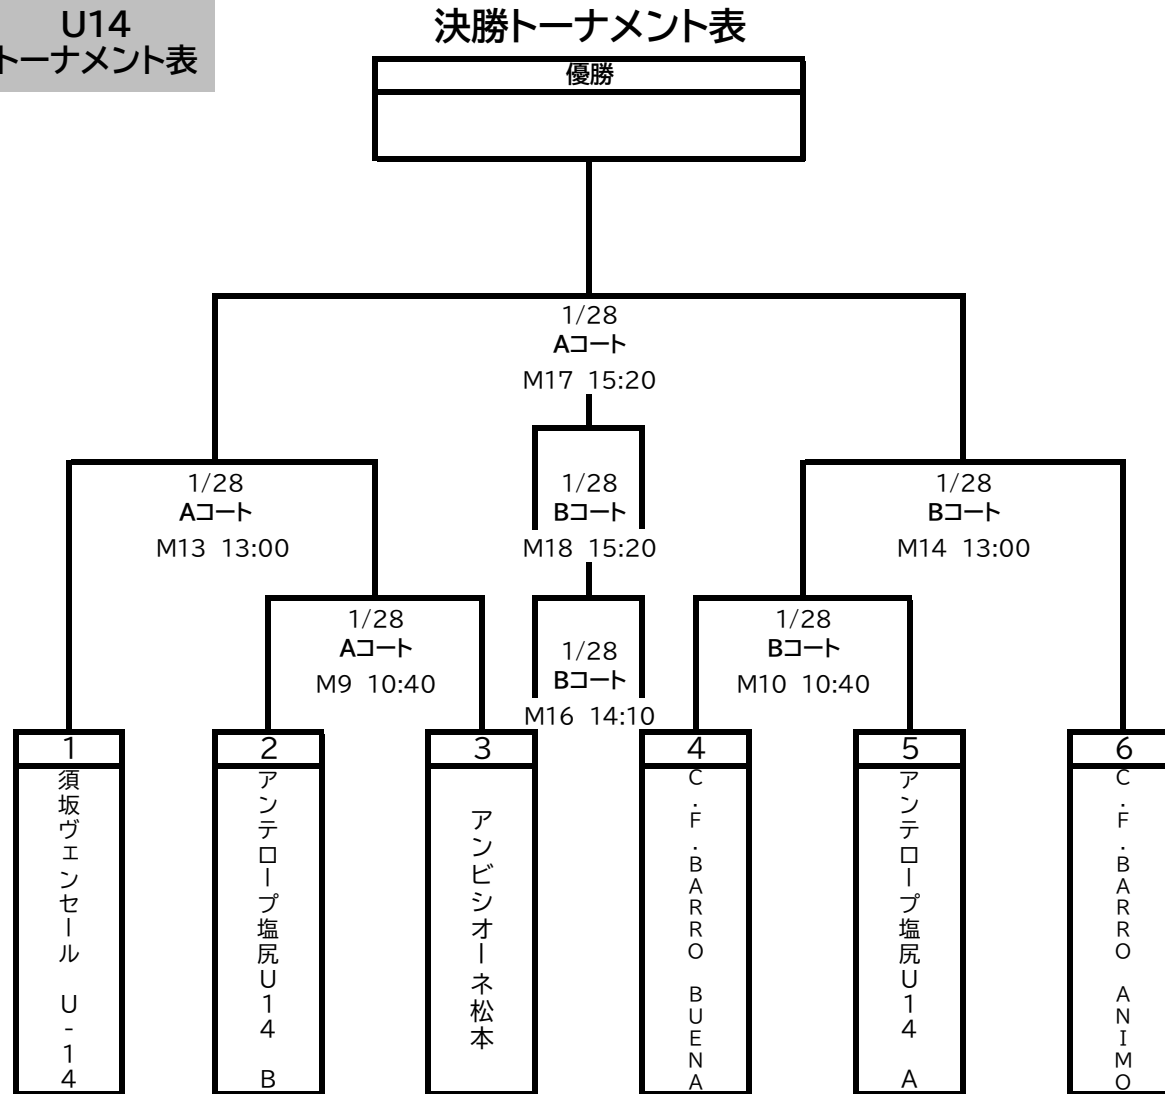 U14
トーナメント表
決勝トーナメント表
優勝
1/28
Aコート
M17 15:20
1/28
Aコート
M13 13:00
1/28
Bコート
M18 15:20
1/28
Bコート
M14 13:00
1/28
Aコート
M9 10:40
1/28
Bコート
M16 14:10
1/28
Bコート
M10 10:40
1
2
3
4
5
6
須坂ヴェンセール U-14
アンテロープ塩尻U14 B
アンビシオーネ松本
C.F.BARRO BUENA
アンテロープ塩尻U14 A
C.F.BARRO ANIMO